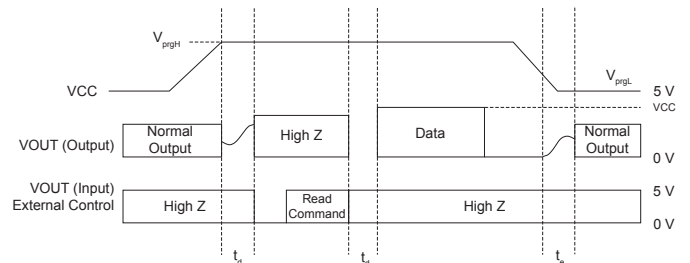 VprgH
VCC
VprgL
5 V
VCC
VOUT (Output)
Normal
Output
High Z
Data
Normal
Output
0 V
VOUT (Input)
External Control
High Z
Read
Command
High Z
5 V
0 V
td
td
te